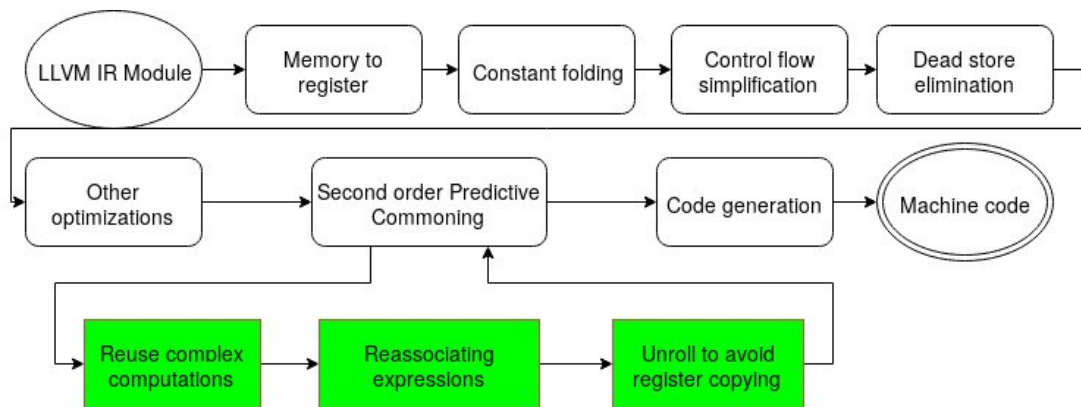 LLVM IR Module
Memory to
register
Constant folding
Control flow
simplification
Dead store
elimination
Other
optimizations
Second order Predictive
Commoning
Code generation
Machine code
Reuse complex
computations
Reassociating
expressions
Unroll to avoid
register copying